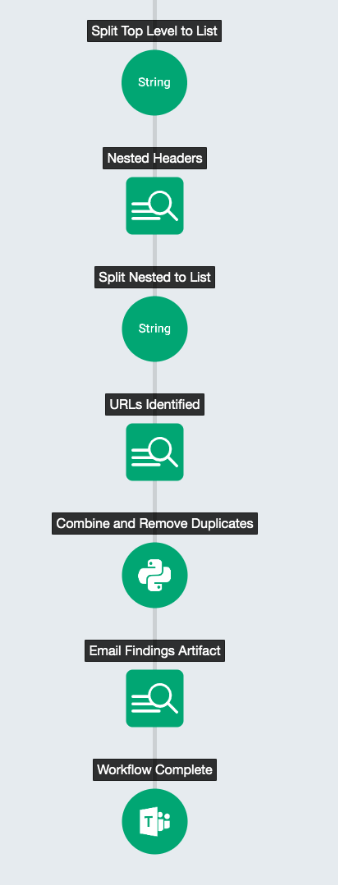 Split Top Level to List
String
Nested Headers
Split Nested to List
String
URLs Identified
Combine and Remove Duplicates
Email Findings Artifact
Workflow Complete
T